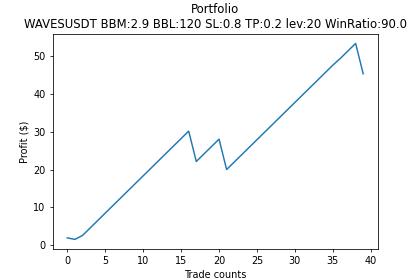 Portfolio
WAVESUSDT BBM:2.9 BBL:120 SL:0.8 TP:0.2 lev:20 WinRatio:90.0
Profit ($)
50
40
30
20
10
0
0 5 10 15 20 25 30 35 40
Trade counts